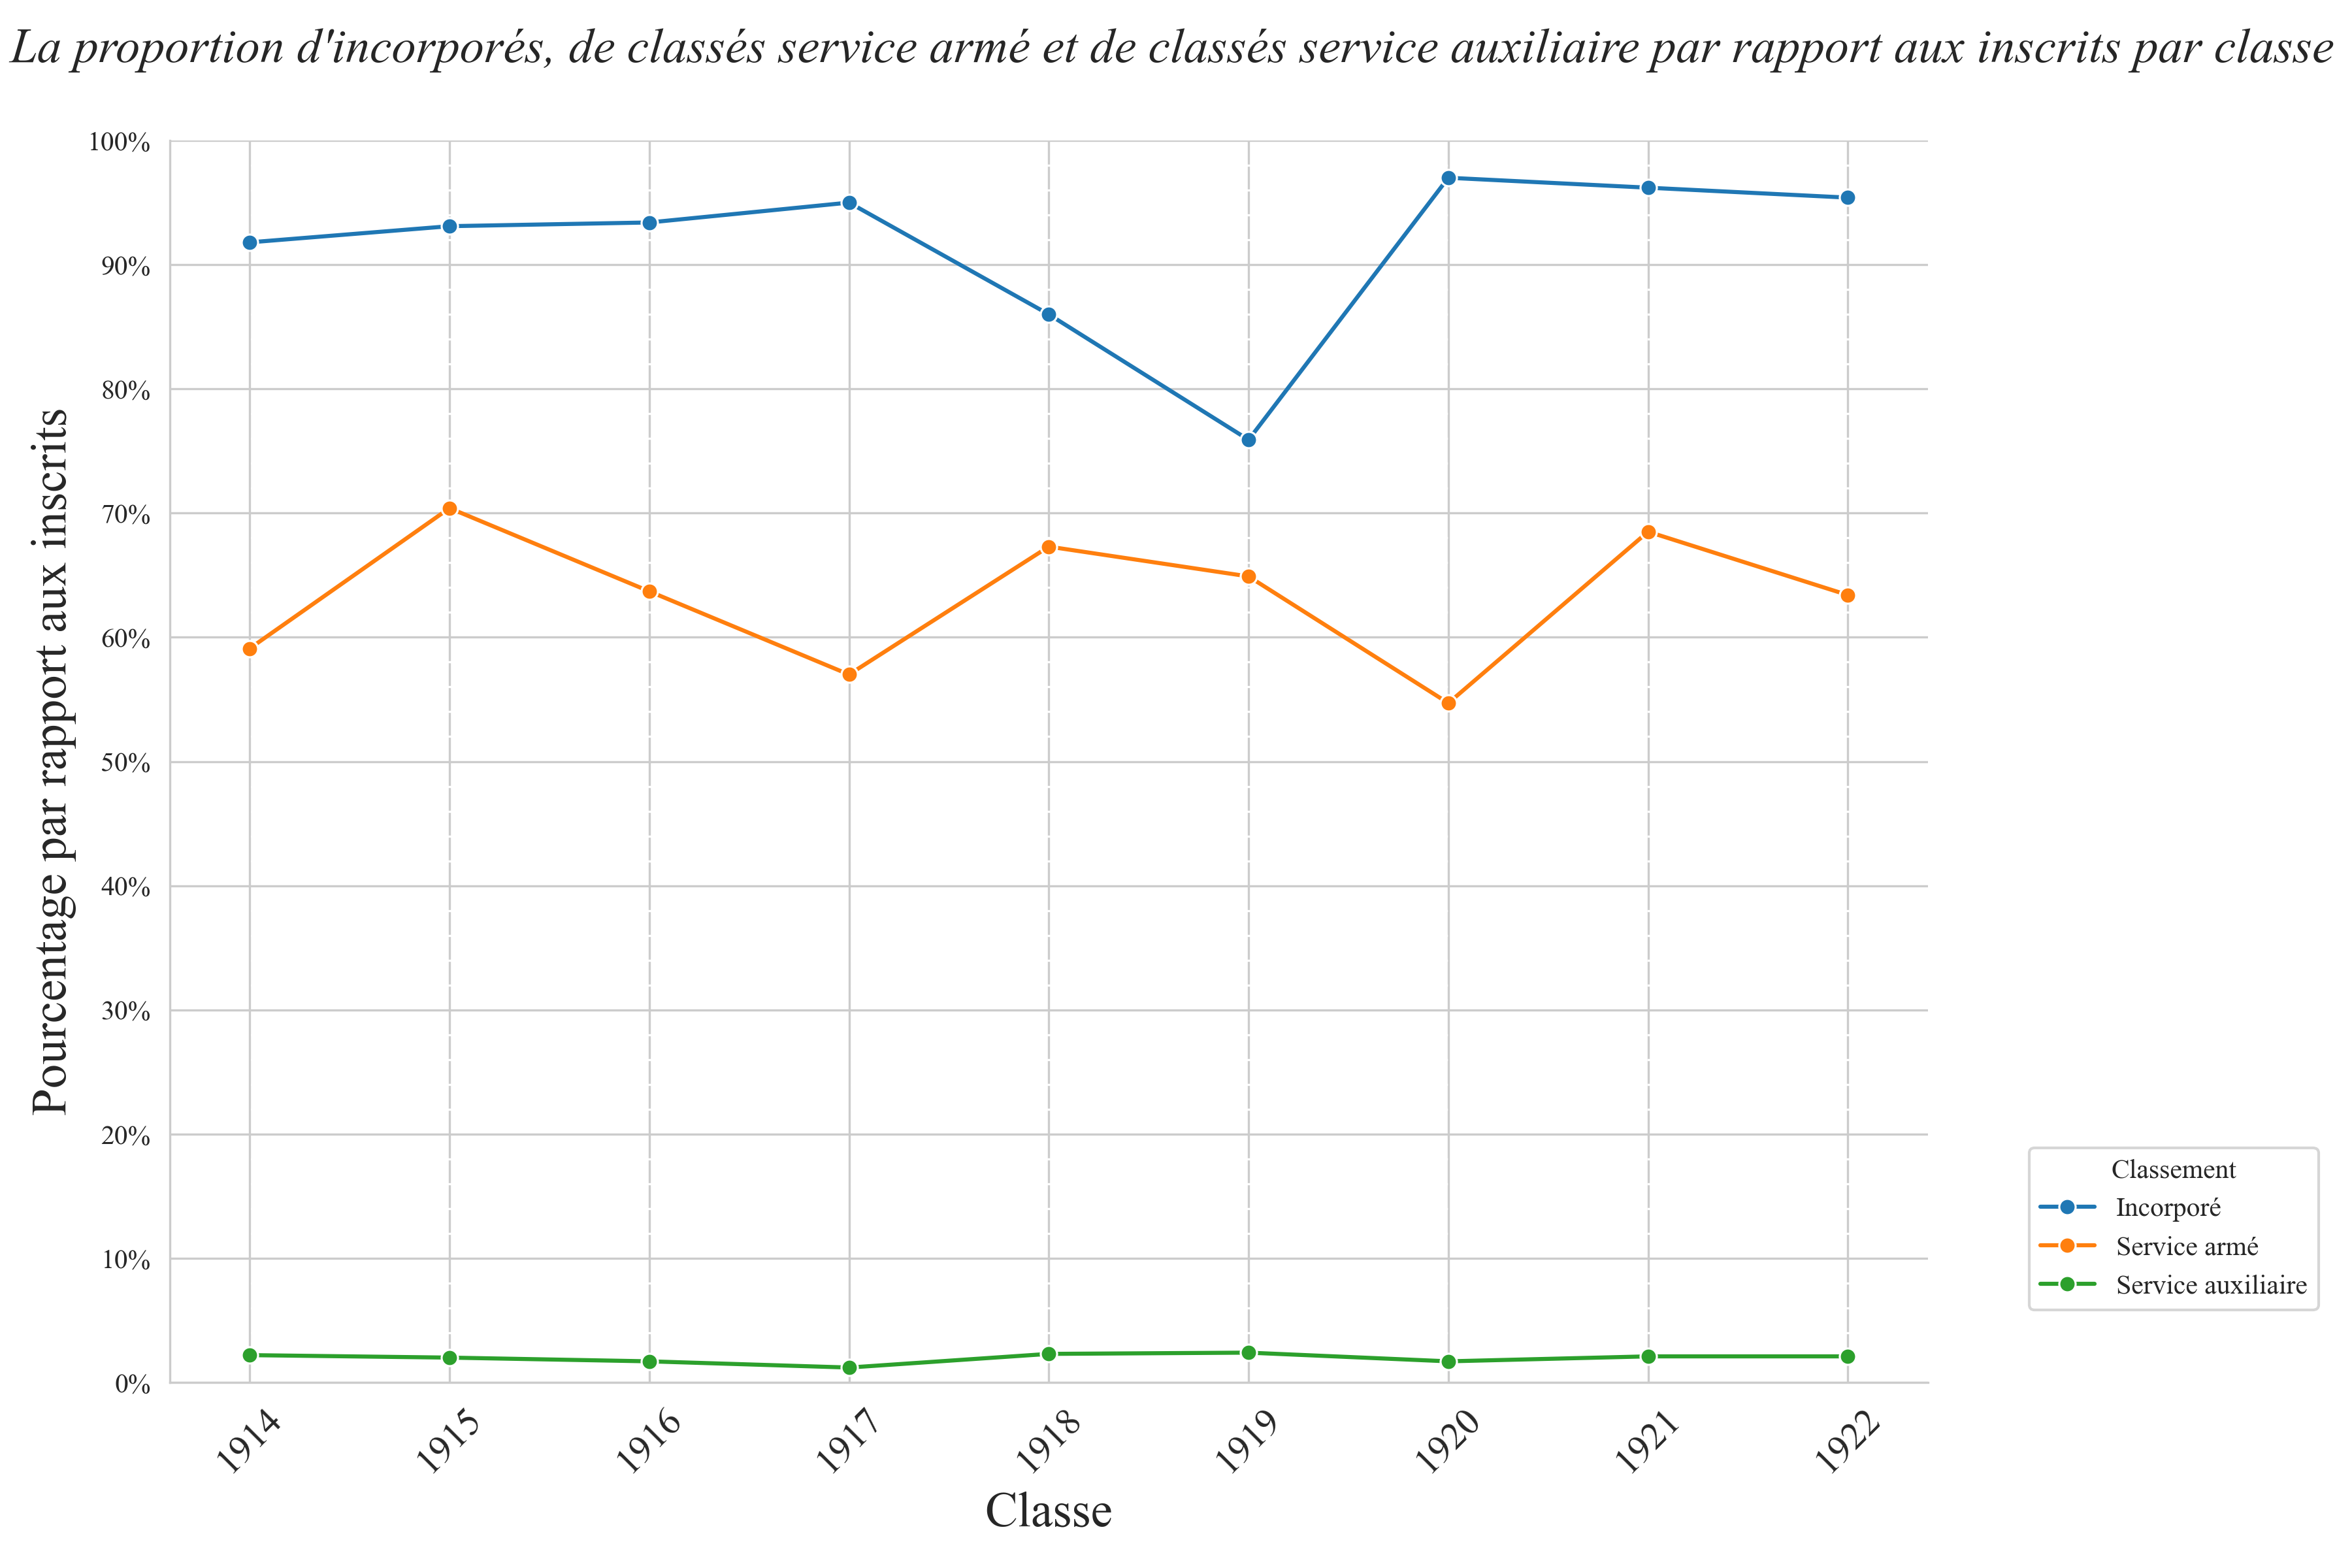 La proportion d'incorporés, de classés service armé et de classés service auxiliaire par rapport aux inscrits par classe
100%
90%
80%
70%
60%
50%
40%
30%
20%
10%
0%
Pourcentage par rapport aux inscrits
1914
1915
1916
1917
1918
1919
1920
1921
1922
Classe
Classement
Incorporé
Service armé
Service auxiliaire